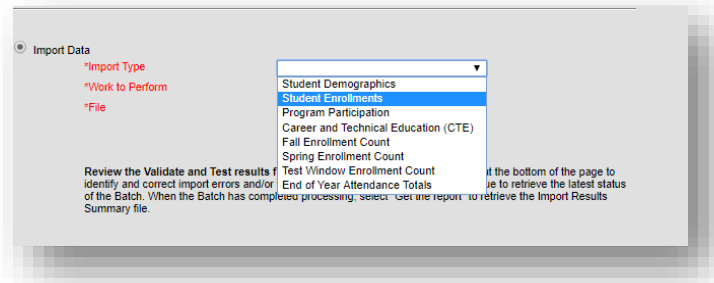 Import Data
*Import Type
*Work to Perform
*File
Student Demographics
Student Enrollments
Program Participation
Career and Technical Education (CTE)
Fall Enrollment Count
Spring Enrollment Count
Test Window Enrollment Count
End of Year Attendance Totals
Review the Validate and Test results f t the bottom of the page to
identify and correct import errors and/or ue to retrieve the latest status
of the Batch. When the Batch has completed processing, select "Get the report" to retrieve the Import Results
Summary file.